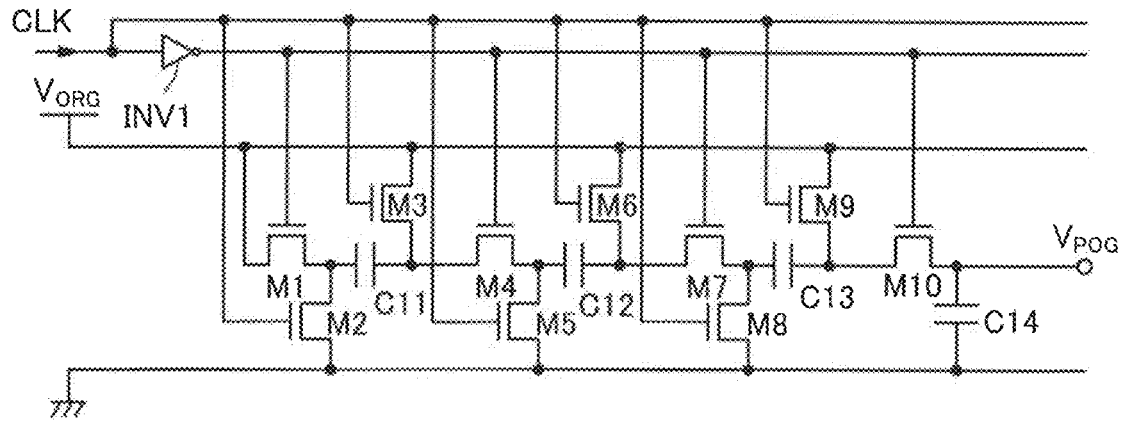 CLK
VORG
INV1
M3
M6
M9
VPOG
M1
C11
M4
C12
M7
C13
M10
M2
M5
M8
C14